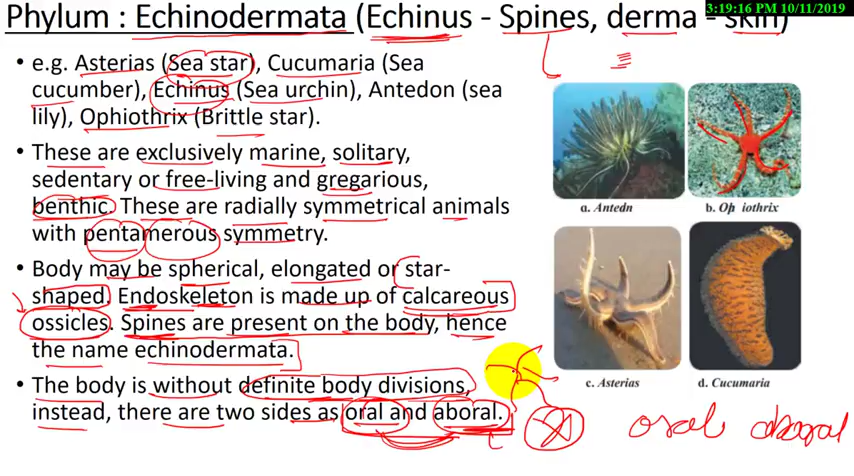 Phylum : Echinodermata (Echinus - Spines, derma - skin)
3:19:16 PM 10/11/2019
• e.g. Asterias (Sea star), Cucumaria (Sea
cucumber), Echinus (Sea urchin), Antedon (sea
lily), Ophiothrix (Brittle star).
• These are exclusively marine, solitary,
sedentary or free-living and gregarious,
benthic. These are radially symmetrical animals
with pentamerous symmetry.
• Body may be spherical, elongated or star-
shaped. Endoskeleton is made up of calcareous
ossicles. Spines are present on the body, hence
the name echinodermata.
• The body is without definite body divisions,
instead, there are two sides as oral and aboral.
a. Antedn
b. Oph iothrix
c. Asterias
d. Cucumaria
oral aboral